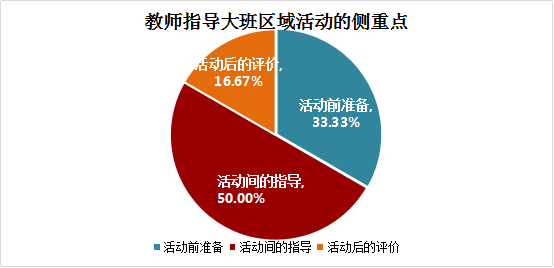 教师指导大班区域活动的侧重点
活动后的评价,
16.67%
活动前准备,
33.33%
活动间的指导,
50.00%
活动前准备 活动间的指导 活动后的评价